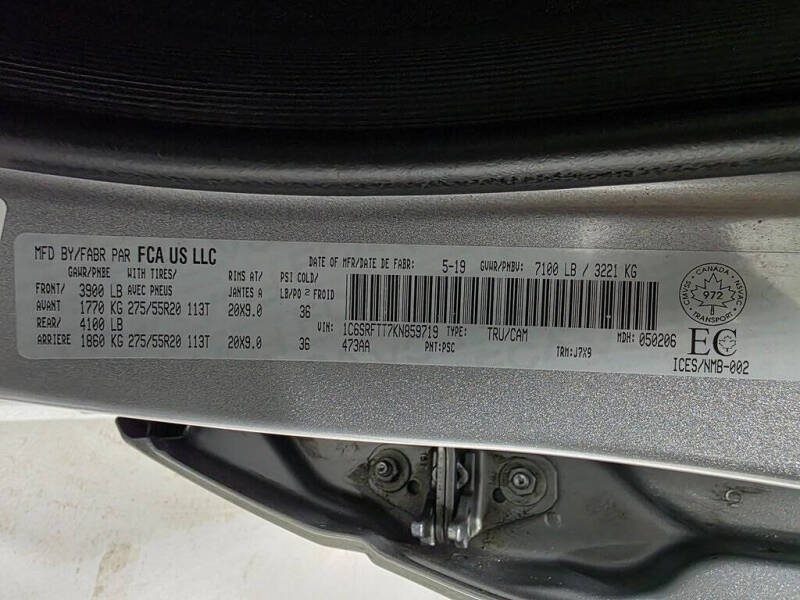 MFD BY/FABR PAR FCA US LLC
DATE OF MFR/DATE DE FABR: 5-19 GVWR/PNBV: 7100 LB / 3221 KG
GAWR/PNBE WITH TIRES/ RIMS AT/ PSI COLD/
FRONT/ 3900 LB AVEC PNEUS JANTES A LB/PO 2 FROID
AVANT 1770 KG 275/55R20 113T 20X9.0 36
REAR/ 4100 LB
ARRIERE 1860 KG 275/55R20 113T 20X9.0 36
VIN: 1C6SRFTT7KN859719 TYPE: TRU/CAM MDH: 050206
473AA PNT:PSC TRM:J7X9
CANADA
972
TRANSPORT
CMVSS
NSVAC
EC
ICES/NMB-002